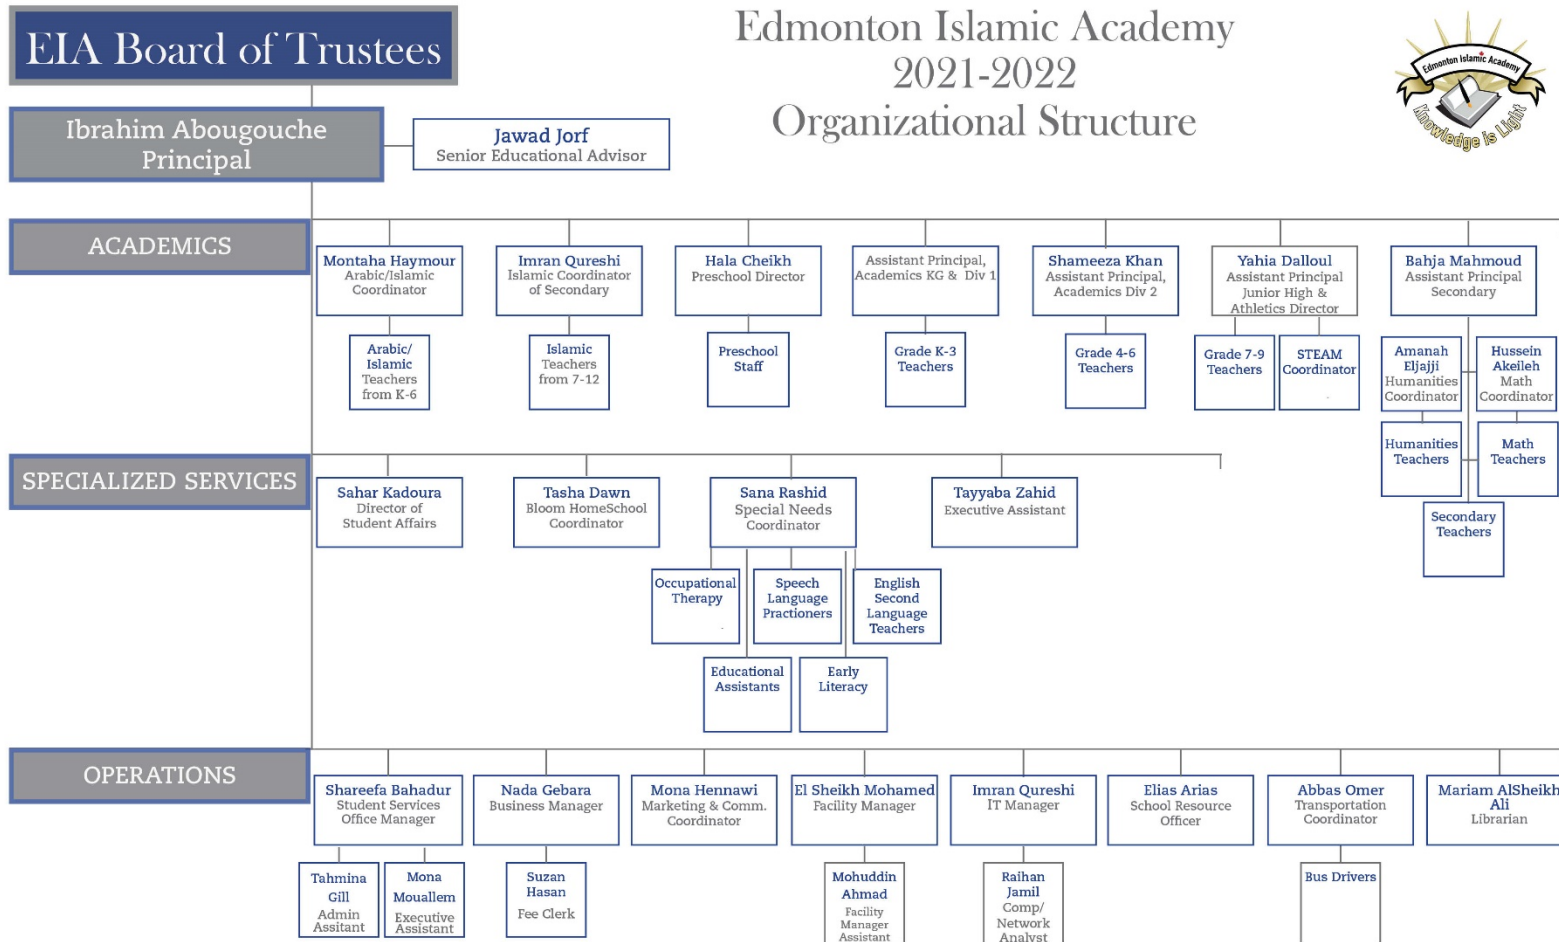 EIA Board of Trustees
Edmonton Islamic Academy
2021-2022
Organizational Structure
Edmonton Islamic Academy
Knowledge is Light
Ibrahim Abougouche
Principal
Jawad Jorf
Senior Educational Advisor
ACADEMICS
Montaha Haymour
Arabic/Islamic
Coordinator
Arabic/
Islamic
Teachers
from K-6
Imran Qureshi
Islamic Coordinator
of Secondary
Islamic
Teachers
from 7-12
Hala Cheikh
Preschool Director
Preschool
Staff
Assistant Principal,
Academics KG & Div 1
Grade K-3
Teachers
Shameeza Khan
Assistant Principal,
Academics Div 2
Grade 4-6
Teachers
Yahia Dalloul
Assistant Principal
Junior High &
Athletics Director
Grade 7-9
Teachers
STEAM
Coordinator
Bahja Mahmoud
Assistant Principal
Secondary
Amanah
Eljajji
Humanities
Coordinator
Hussein
Akeileh
Math
Coordinator
Humanities
Teachers
Math
Teachers
Secondary
Teachers
SPECIALIZED SERVICES
Sahar Kadoura
Director of
Student Affairs
Tasha Dawn
Bloom HomeSchool
Coordinator
Sana Rashid
Special Needs
Coordinator
Tayyaba Zahid
Executive Assistant
Occupational
Therapy
Speech
Language
Practioners
English
Second
Language
Teachers
Educational
Assistants
Early
Literacy
OPERATIONS
Shareefa Bahadur
Student Services
Office Manager
Tahmina
Gill
Admin
Assitant
Mona
Mouallem
Executive
Assistant
Nada Gebara
Business Manager
Suzan
Hasan
Fee Clerk
Mona Hennawi
Marketing & Comm.
Coordinator
El Sheikh Mohamed
Facility Manager
Mohuddin
Ahmad
Facility
Manager
Assistant
Imran Qureshi
IT Manager
Raihan
Jamil
Comp/
Network
Analyst
Elias Arias
School Resource
Officer
Abbas Omer
Transportation
Coordinator
Bus Drivers
Mariam AlSheikh
Ali
Librarian